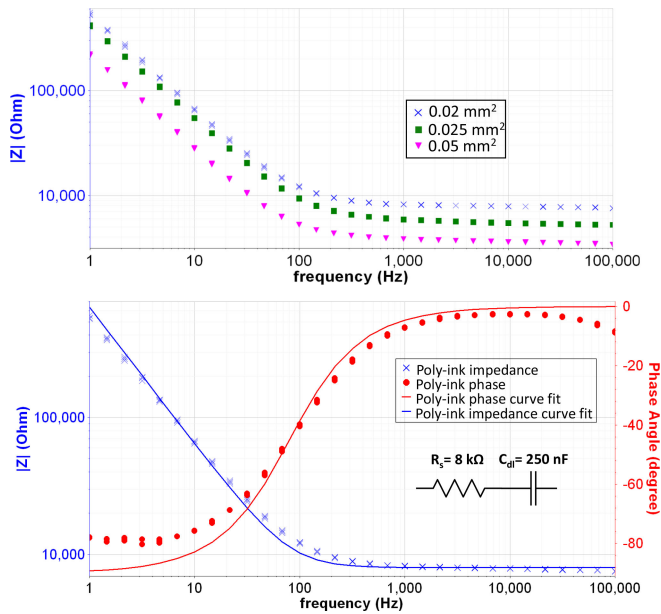 |Z| (Ohm)
100,000
10,000
0.02 mm²
0.025 mm²
0.05 mm²
1 10 100 1,000 10,000 100,000
frequency (Hz)
|Z| (Ohm)
100,000
10,000
0
-20
-40
-60
-80
Phase Angle (degree)
Poly-ink impedance
Poly-ink phase
Poly-ink phase curve fit
Poly-ink impedance curve fit
Rs= 8 kΩ Cdl= 250 nF
1 10 100 1,000 10,000 100,000
frequency (Hz)